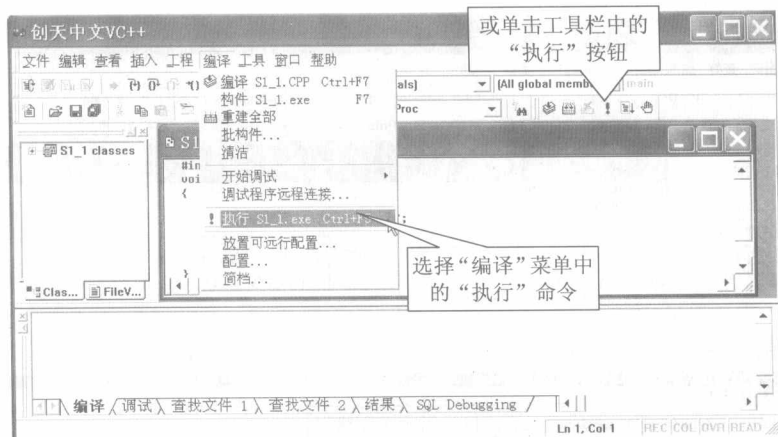 创天中文VC++
或单击工具栏中的
“执行”按钮
文件 编辑 查看 插入 工程 编译 工具 窗口 整助
编译 S1_1.CPP Ctrl+F7
als)
(All global memb
main
构件 S1_1.exe F7
Proc
重建全部
批构件...
清洁
S1_1 classes
S1
#in
voi
{
开始调试
调试程序远程连接...
执行 S1_1.exe Ctrl+F5
;
放置可远行配置...
配置...
简档...
}
选择“编译”菜单中
的“执行”命令
Clas... FileV...
编译 调试 查找文件 1 查找文件 2 结果 SQL Debugging
Ln 1, Col 1 REC COL OVR READ